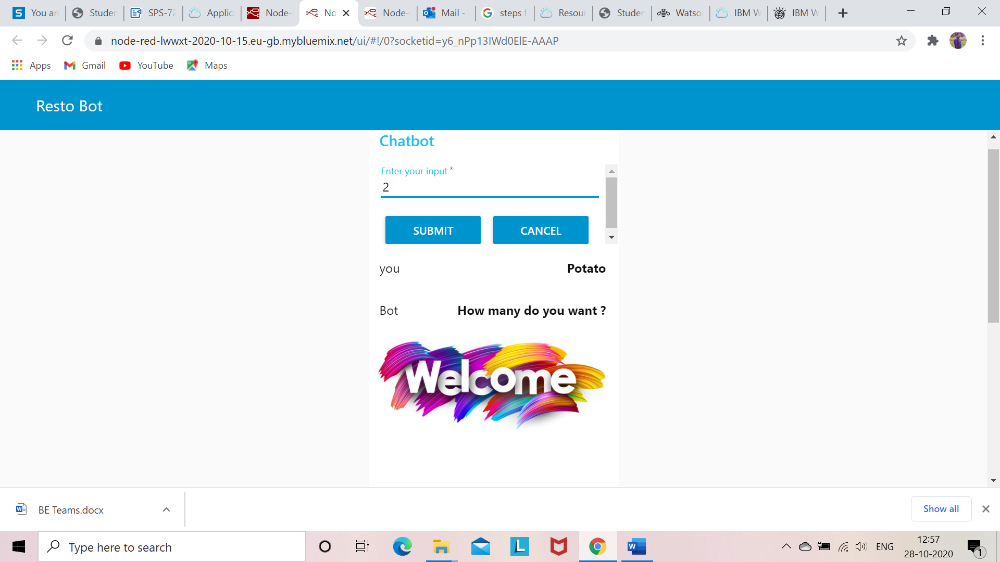 You ar
Studer
SPS-72
Applic
Node-
No
Node-
Mail -
steps f
Resour
Studer
Watso
IBM W
IBM W
node-red-lwwxt-2020-10-15.eu-gb.mybluemix.net/ui/#!/0?socketid=y6_nPp13IWd0ElE-AAAP
Apps
Gmail
YouTube
Maps
Resto Bot
Chatbot
Enter your input *
2
SUBMIT CANCEL
you Potato
Bot How many do you want ?
Welcome
BE Teams.docx
Show all
Type here to search
ENG
12:57
28-10-2020
1